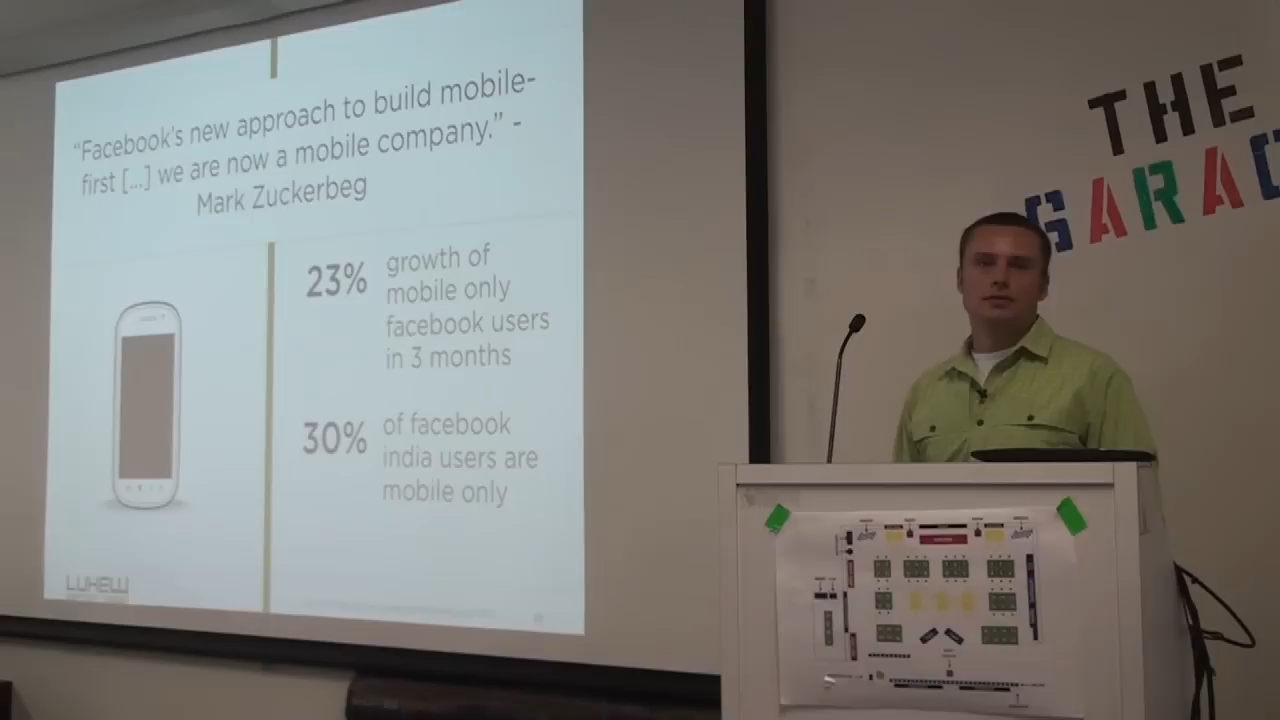 "Facebook's new approach to build mobile-
first [...] we are now a mobile company." -
Mark Zuckerbeg
23%
growth of
mobile only
facebook users
in 3 months
30%
of facebook
india users are
mobile only
LUXEW
THE
GARAG